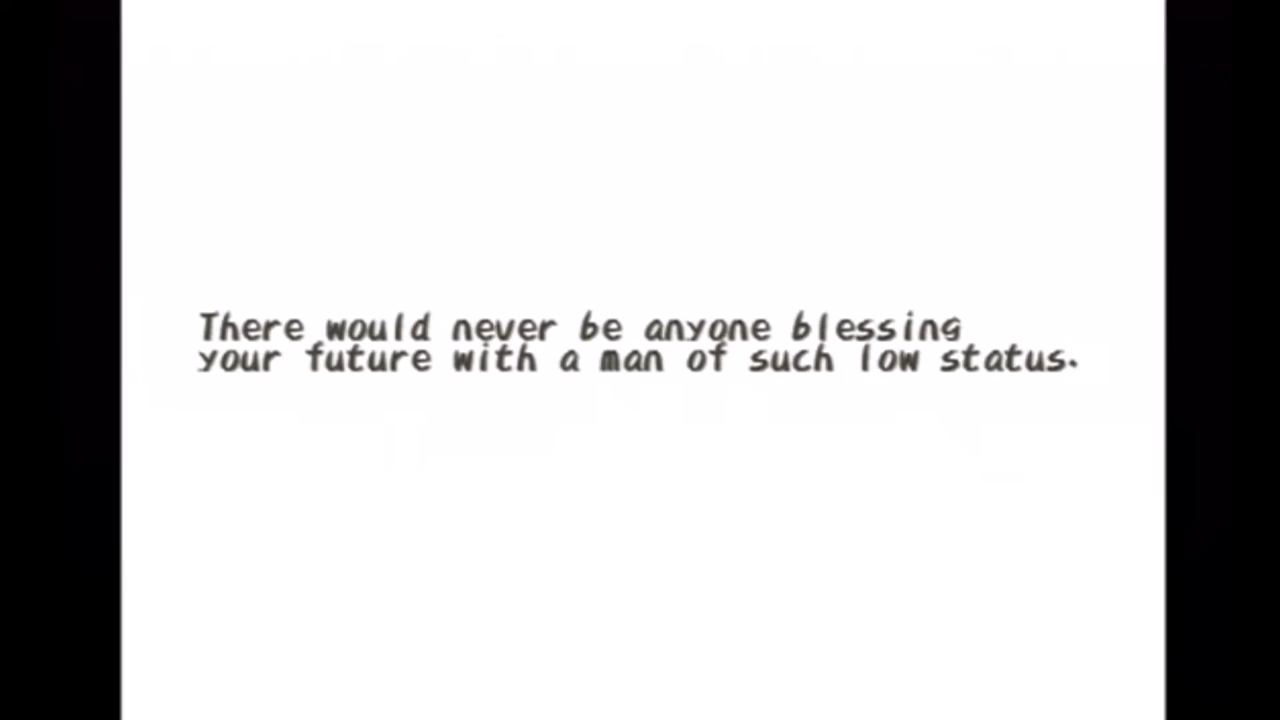 There would never be anyone blessing
your future with a man of such low status.